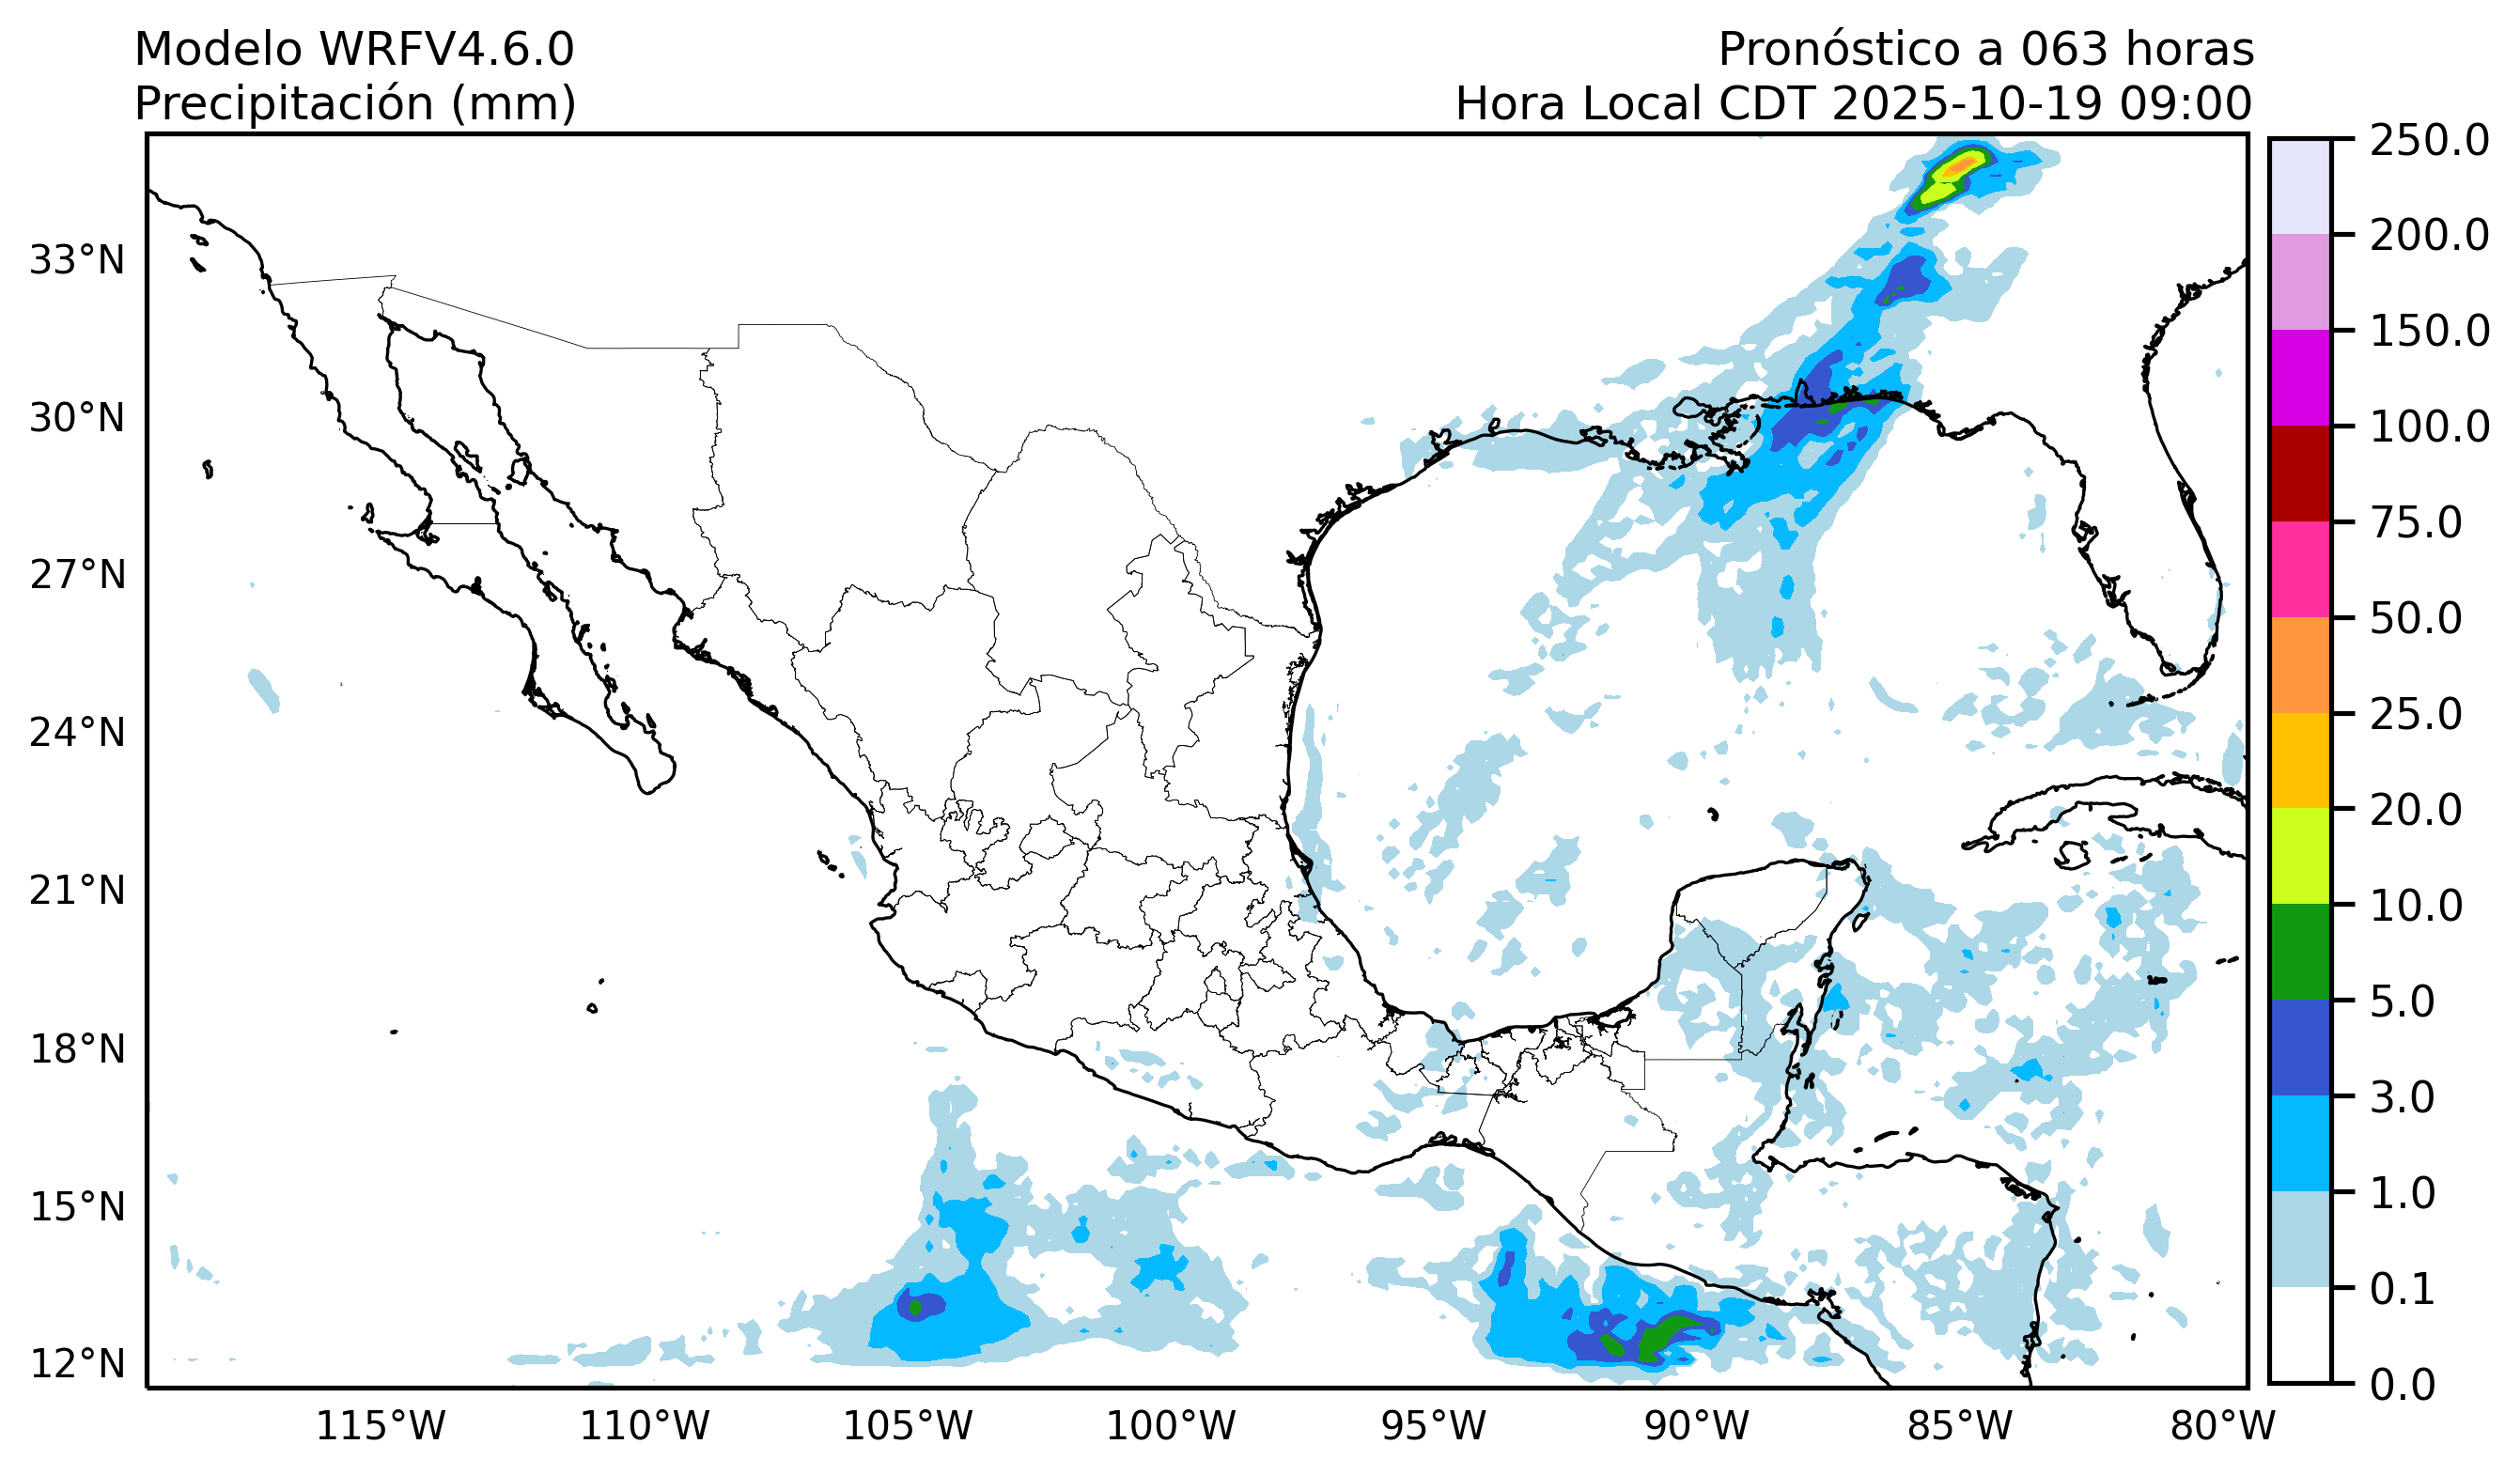 Modelo WRFV4.6.0
Precipitación (mm)
Pronóstico a 063 horas
Hora Local CDT 2025-10-19 09:00
33°N
30°N
27°N
24°N
21°N
18°N
15°N
12°N
115°W
110°W
105°W
100°W
95°W
90°W
85°W
80°W
250.0
200.0
150.0
100.0
75.0
50.0
25.0
20.0
10.0
5.0
3.0
1.0
0.1
0.0